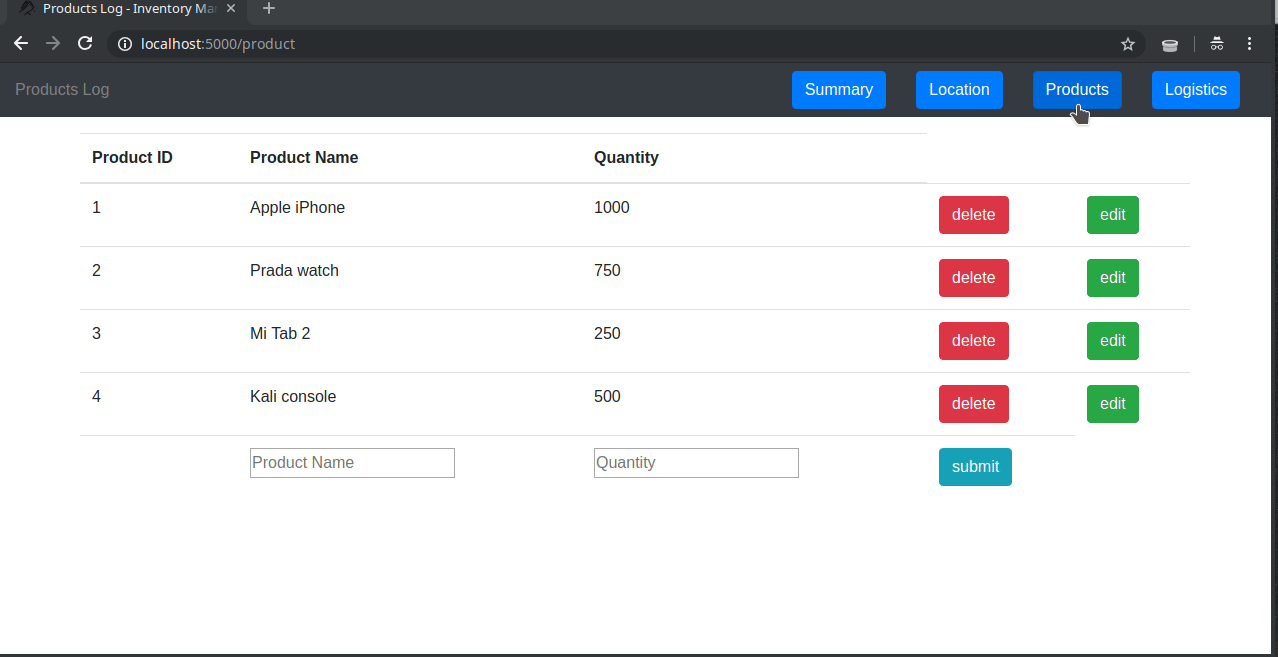 Products Log - Inventory Ma
localhost:5000/product
Products Log Summary Location Products Logistics
Product ID Product Name Quantity
1 Apple iPhone 1000 delete edit
2 Prada watch 750 delete edit
3 Mi Tab 2 250 delete edit
4 Kali console 500 delete edit
Product Name Quantity submit